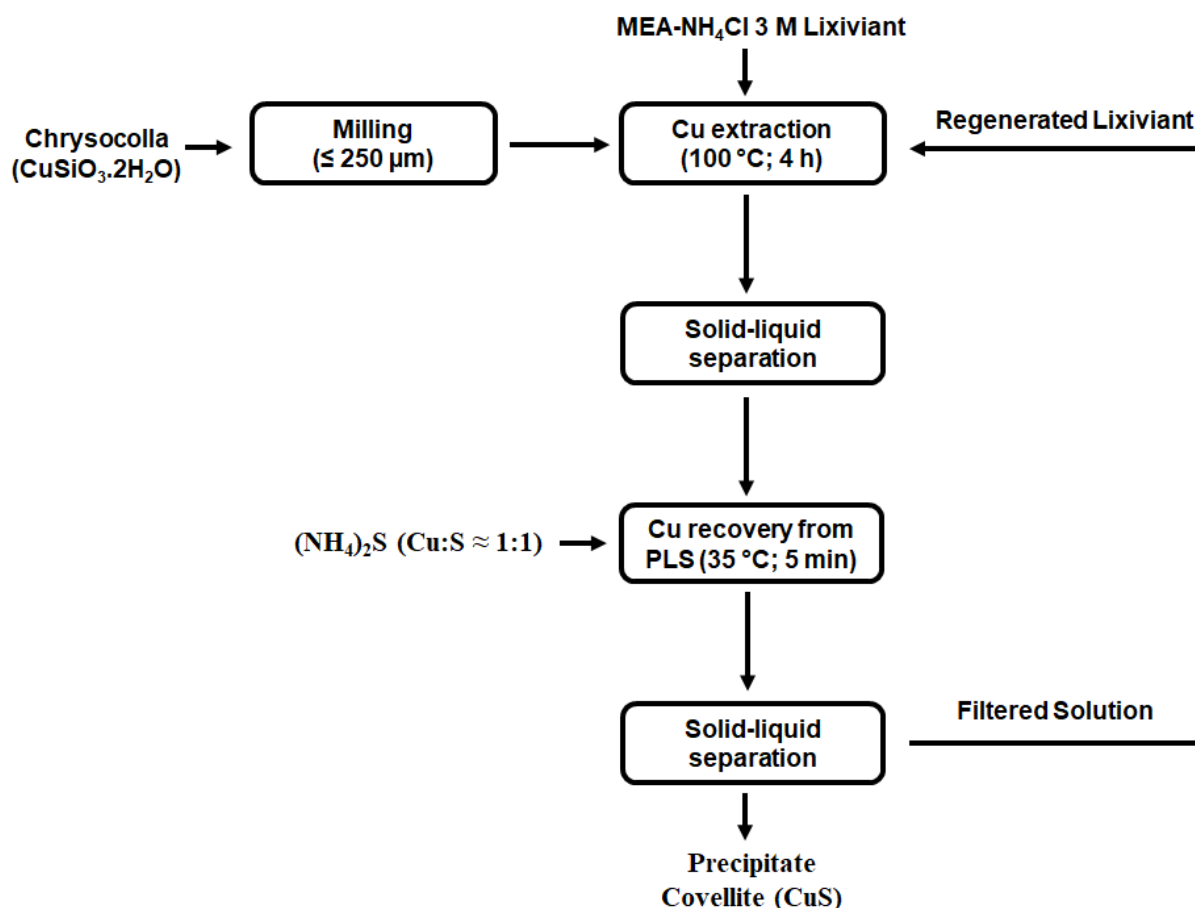 MEA-NH₄Cl 3 M Lixiviant
Chrysocolla
(CuSiO₃.2H₂O)
Milling
(≤ 250 µm)
Cu extraction
(100 °C; 4 h)
Regenerated Lixiviant
Solid-liquid
separation
(NH₄)₂S (Cu:S ≈ 1:1)
Cu recovery from
PLS (35 °C; 5 min)
Solid-liquid
separation
Filtered Solution
Precipitate
Covellite (CuS)